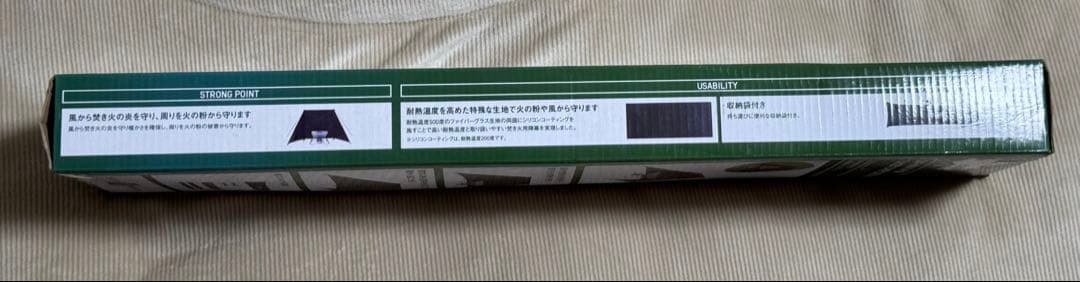 STRONG POINT
風から焚き火の炎を守り、周りを火の粉から守ります
風から焚き火の炎を守り暖かさを確保し、周りを火の粉の被害から守ります。
USABILITY
耐熱温度を高めた特殊な生地で火の粉や風から守ります
耐熱温度500度のファイバーグラス生地の両面にシリコンコーティングを
施すことで高い耐熱温度と取り扱いやすい焚き火用陣幕を実現しました。
※シリコンコーティングは、耐熱温度200度です。
収納袋付き
持ち運びに便利な収納袋付き。